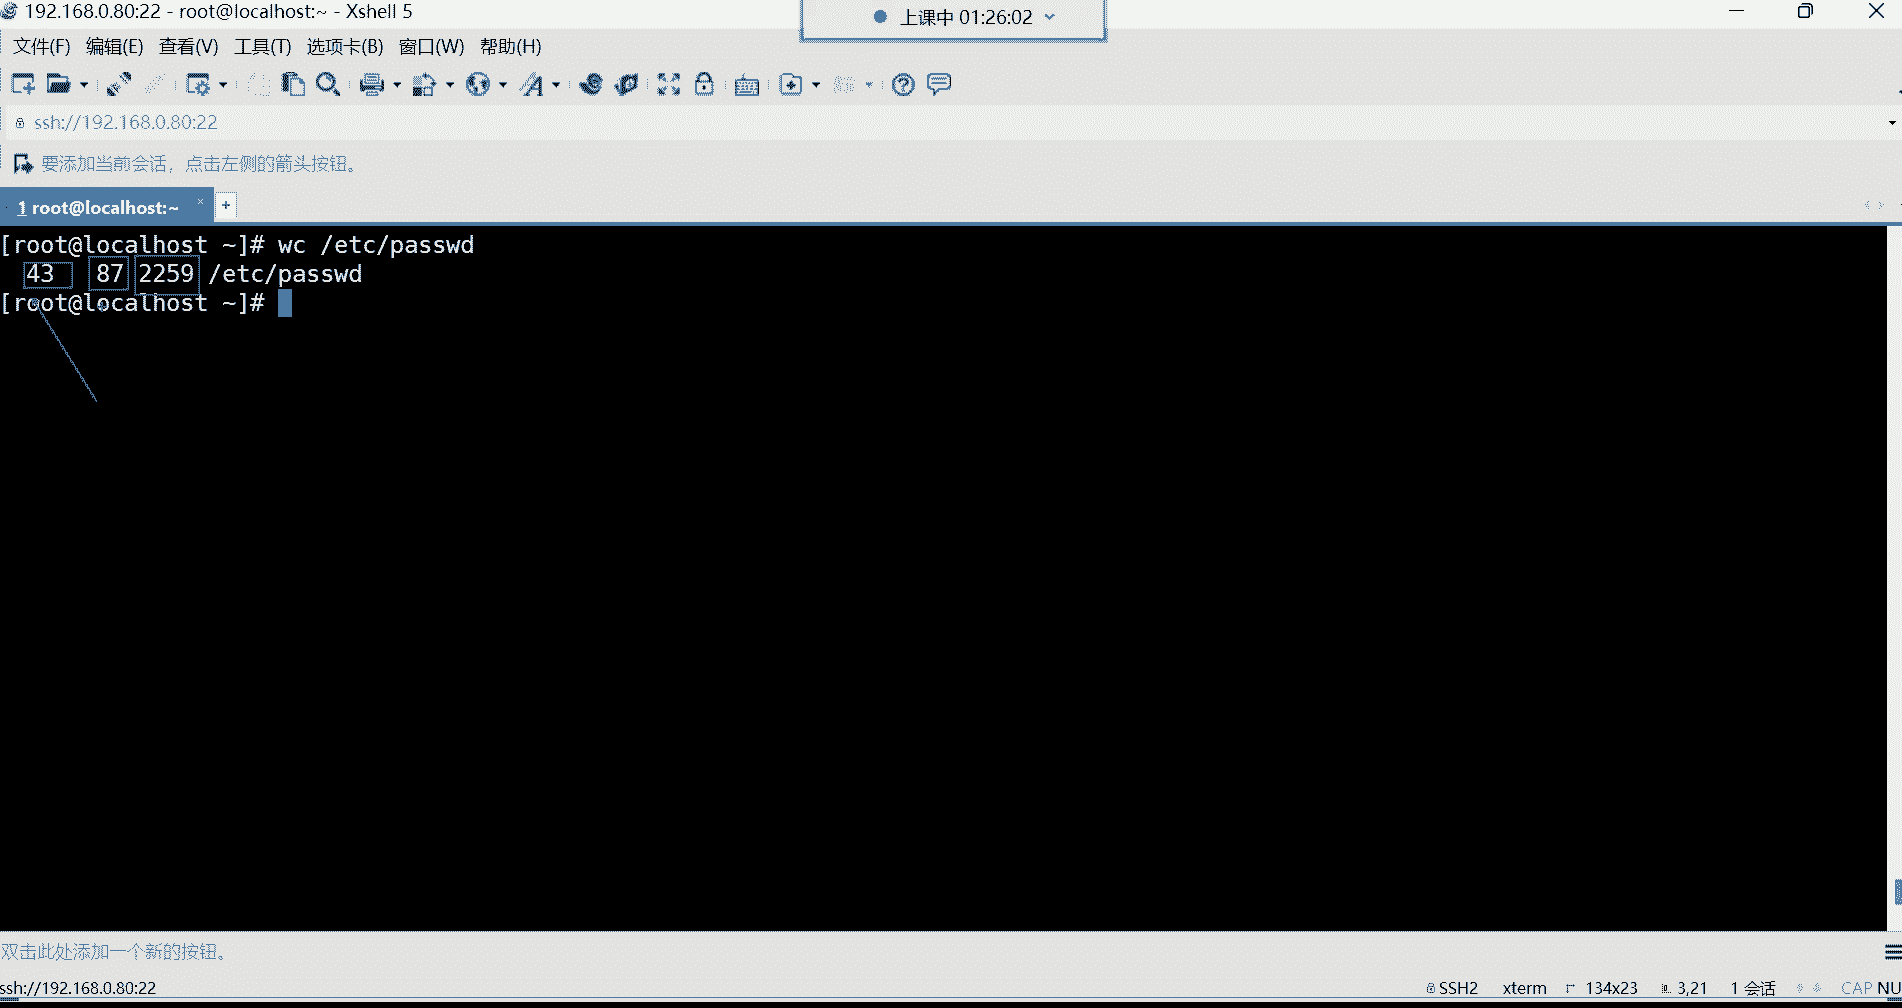 192.168.0.80:22 - root@localhost:~ - Xshell 5
上课中 01:26:02
文件(F) 编辑(E) 查看(V) 工具(T) 选项卡(B) 窗口(W) 帮助(H)
ssh://192.168.0.80:22
要添加当前会话，点击左侧的箭头按钮。
1 root@localhost:~
[root@localhost ~]# wc /etc/passwd
43 87 2259 /etc/passwd
[root@localhost ~]#
双击此处添加一个新的按钮。
ssh://192.168.0.80:22 SSH2 xterm 134x23 3,21 1 会话 CAP NU